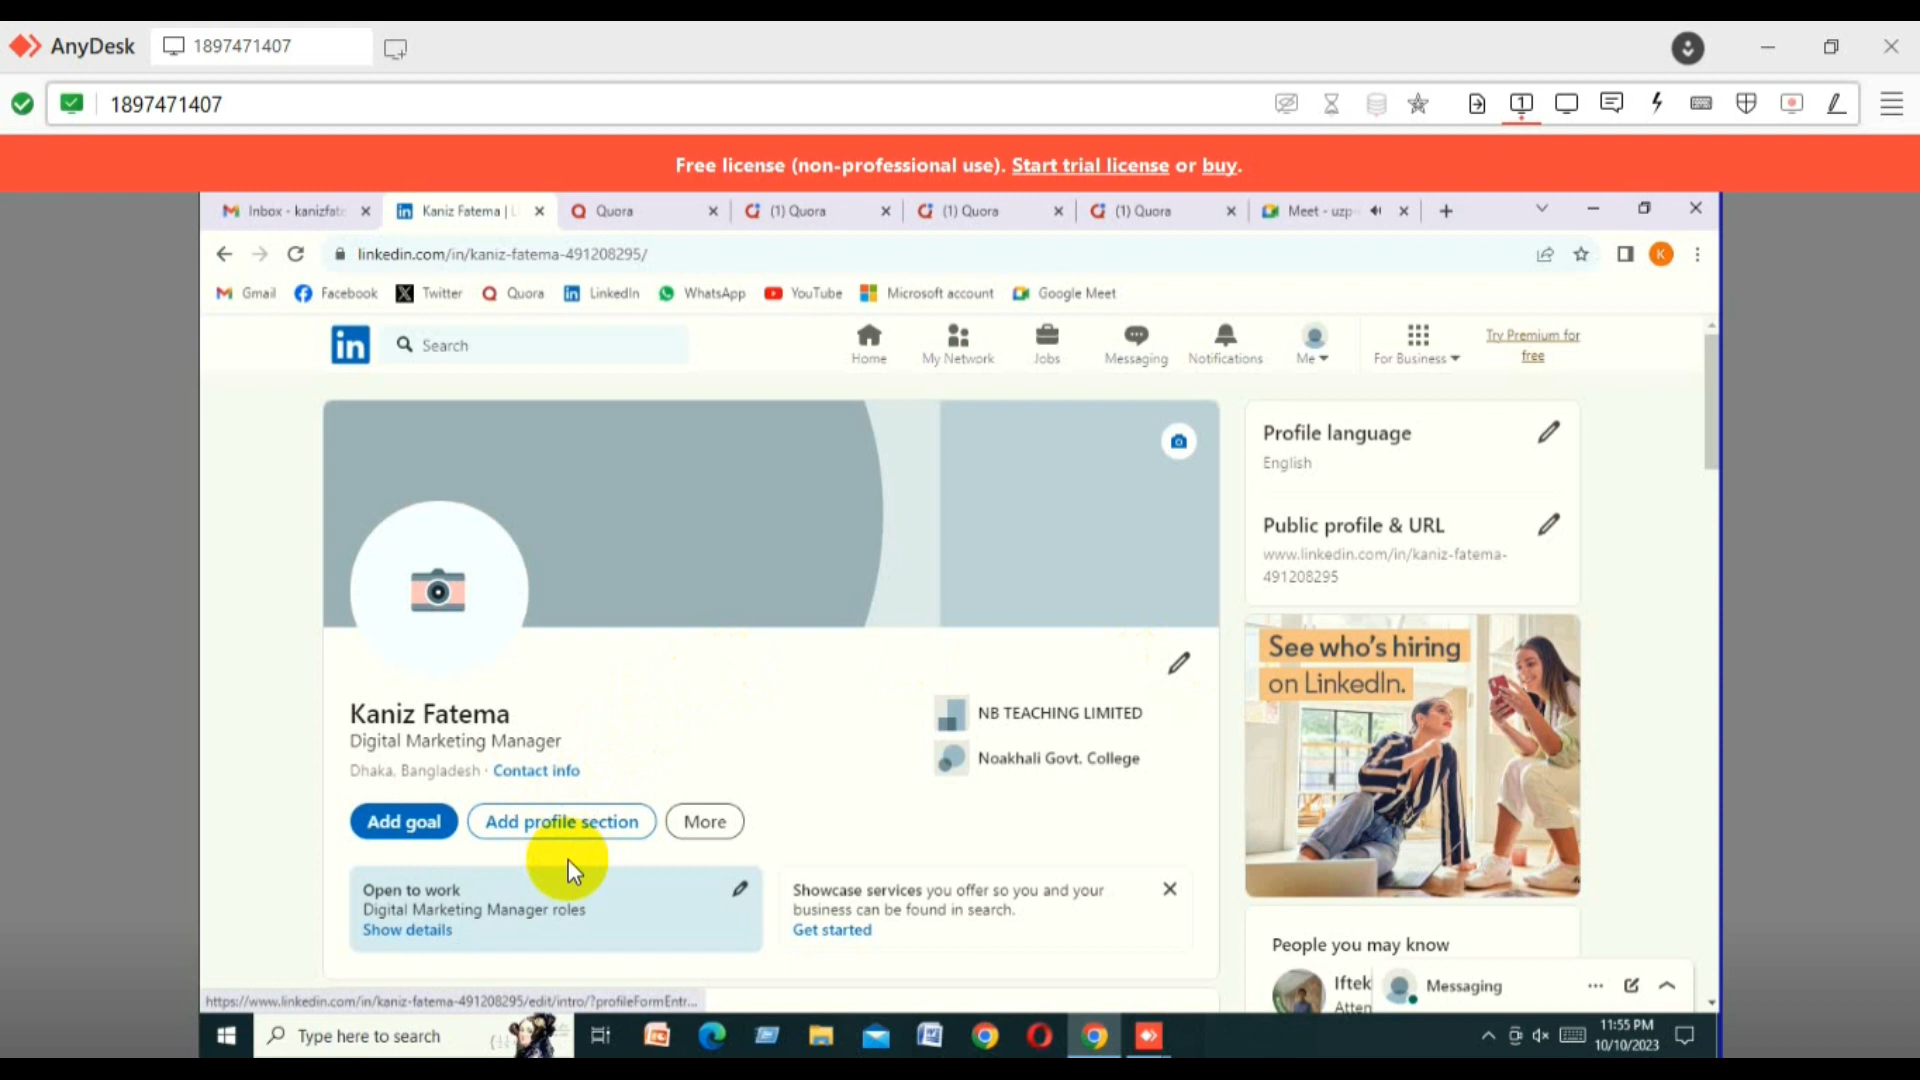 AnyDesk
1897471407
1897471407
Free license (non-professional use). Start trial license or buy.
Inbox - kanizfat
Kaniz Fatema |
Quora
(1) Quora
(1) Quora
(1) Quora
Meet - uzp
linkedin.com/in/kaniz-fatema-491208295/
K
Gmail
Facebook
Twitter
Quora
LinkedIn
WhatsApp
YouTube
Microsoft account
Google Meet
in
Search
Home
My Network
Jobs
Messaging
Notifications
Me
For Business
Try Premium for
free
Profile language
English
Public profile & URL
www.linkedin.com/in/kaniz-fatema-
491208295
See who's hiring
on LinkedIn.
Kaniz Fatema
Digital Marketing Manager
Dhaka, Bangladesh · Contact info
NB TEACHING LIMITED
Noakhali Govt. College
Add goal
Add profile section
More
Open to work
Digital Marketing Manager roles
Show details
Showcase services you offer so you and your
business can be found in search.
Get started
People you may know
Iftek
Atten
Messaging
https://www.linkedin.com/in/kaniz-fatema-491208295/edit/intro/?profileFormEntr...
Type here to search
11:55 PM
10/10/2023